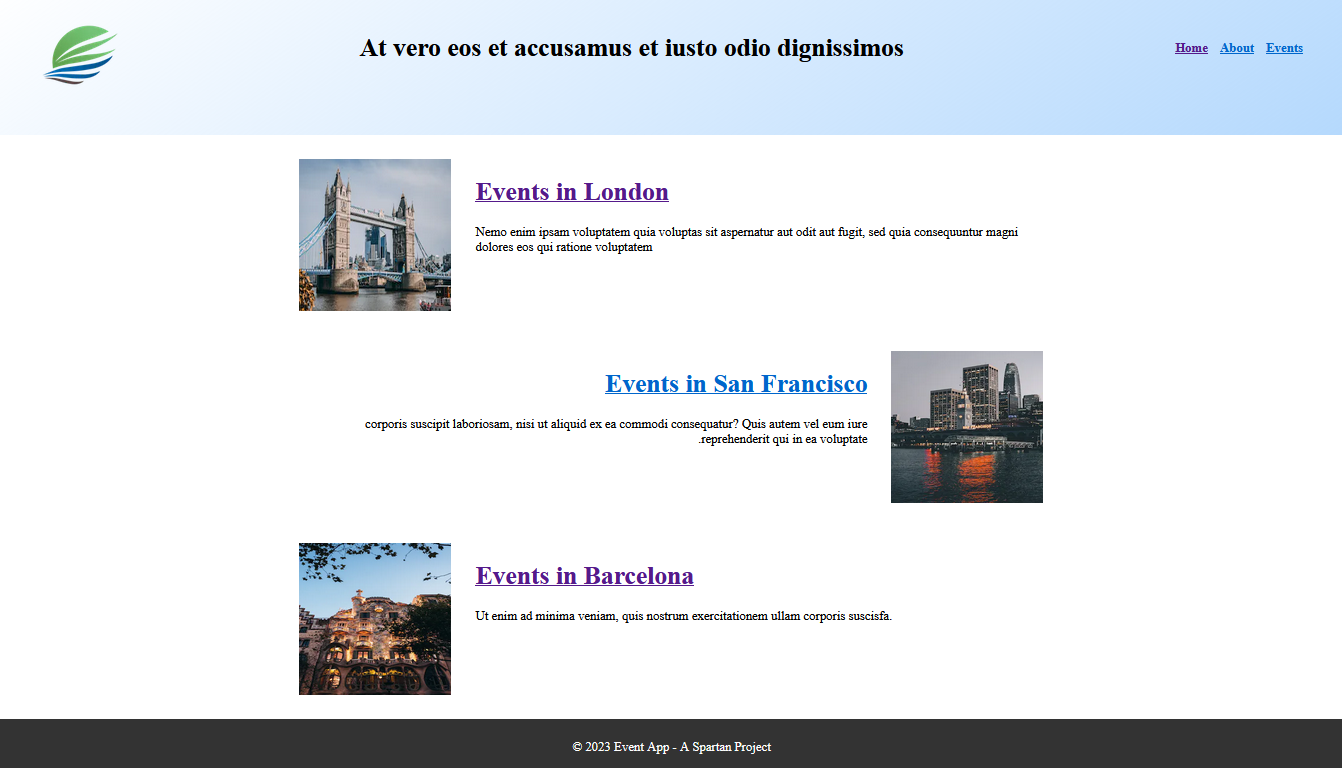 At vero eos et accusamus et iusto odio dignissimos
Home About Events
Events in London
Nemo enim ipsam voluptatem quia voluptas sit aspernatur aut odit aut fugit, sed quia consequuntur magni
dolores eos qui ratione voluptatem
Events in San Francisco
corporis suscipit laboriosam, nisi ut aliquid ex ea commodi consequatur? Quis autem vel eum iure
.reprehenderit qui in ea voluptate
Events in Barcelona
Ut enim ad minima veniam, quis nostrum exercitationem ullam corporis suscisfa.
© 2023 Event App - A Spartan Project